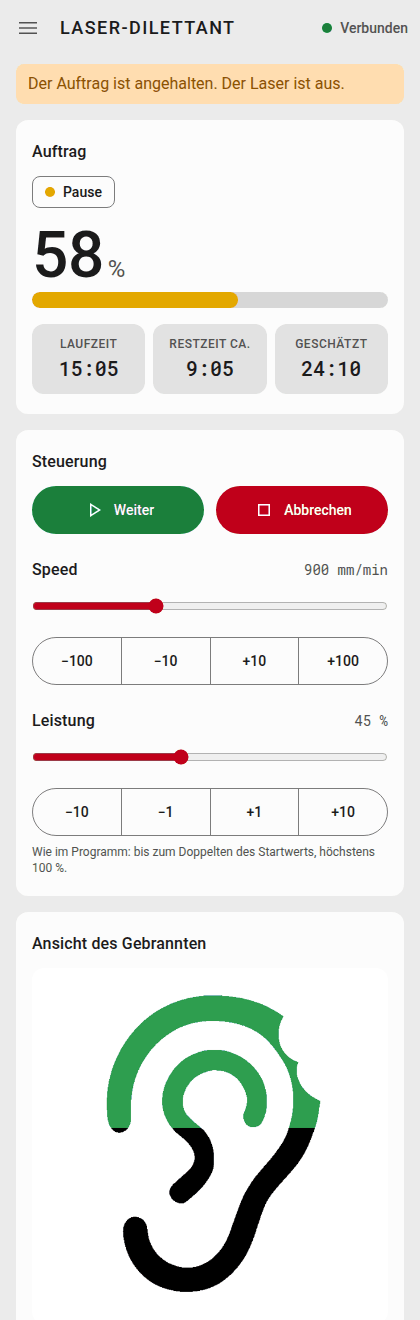 LASER-DILETTANT
Verbunden
Der Auftrag ist angehalten. Der Laser ist aus.
Auftrag
Pause
58 %
LAUFZEIT RESTZEIT CA. GESCHÄTZT
15:05 9:05 24:10
Steuerung
Weiter Abbrechen
Speed 900 mm/min
−100 −10 +10 +100
Leistung 45 %
−10 −1 +1 +10
Wie im Programm: bis zum Doppelten des Startwerts, höchstens
100 %.
Ansicht des Gebrannten